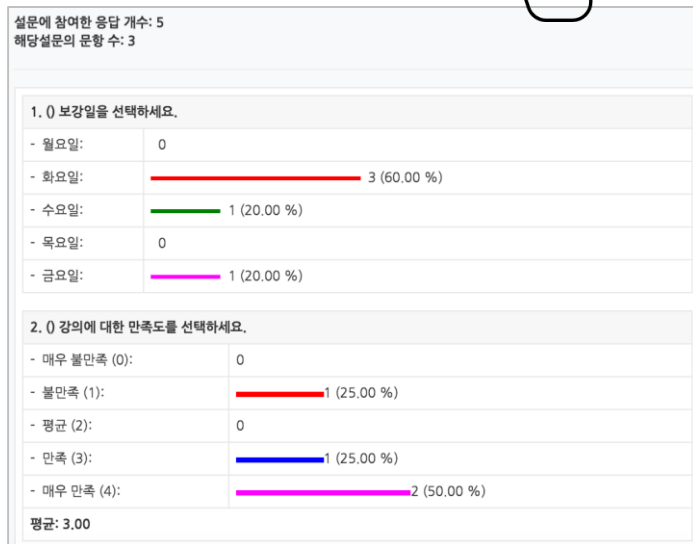 설문에 참여한 응답 개수: 5
해당설문의 문항 수: 3
1. () 보강일을 선택하세요.
- 월요일: 0
- 화요일: 3 (60.00 %)
- 수요일: 1 (20.00 %)
- 목요일: 0
- 금요일: 1 (20.00 %)
2. () 강의에 대한 만족도를 선택하세요.
- 매우 불만족 (0): 0
- 불만족 (1): 1 (25.00 %)
- 평균 (2): 0
- 만족 (3): 1 (25.00 %)
- 매우 만족 (4): 2 (50.00 %)
평균: 3.00